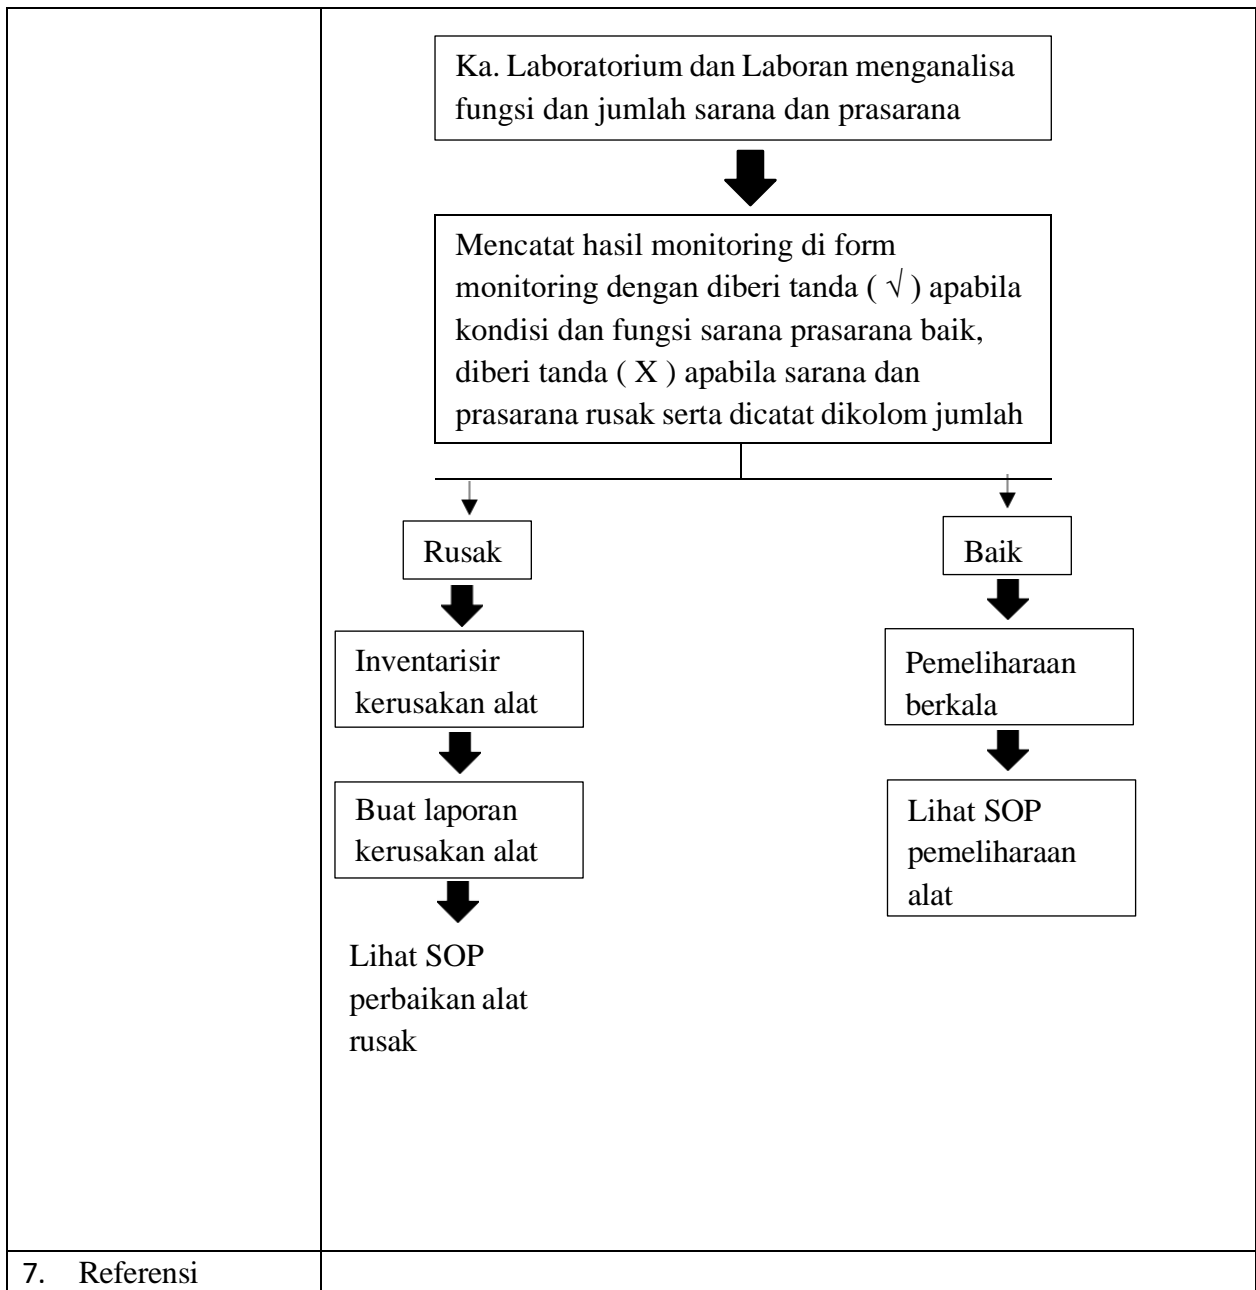 Ka. Laboratorium dan Laboran menganalisa
fungsi dan jumlah sarana dan prasarana
Mencatat hasil monitoring di form
monitoring dengan diberi tanda ( √ ) apabila
kondisi dan fungsi sarana prasarana baik,
diberi tanda ( X ) apabila sarana dan
prasarana rusak serta dicatat dikolom jumlah
Rusak
Inventarisir
kerusakan alat
Buat laporan
kerusakan alat
Lihat SOP
perbaikan alat
rusak
Baik
Pemeliharaan
berkala
Lihat SOP
pemeliharaan
alat
7. Referensi